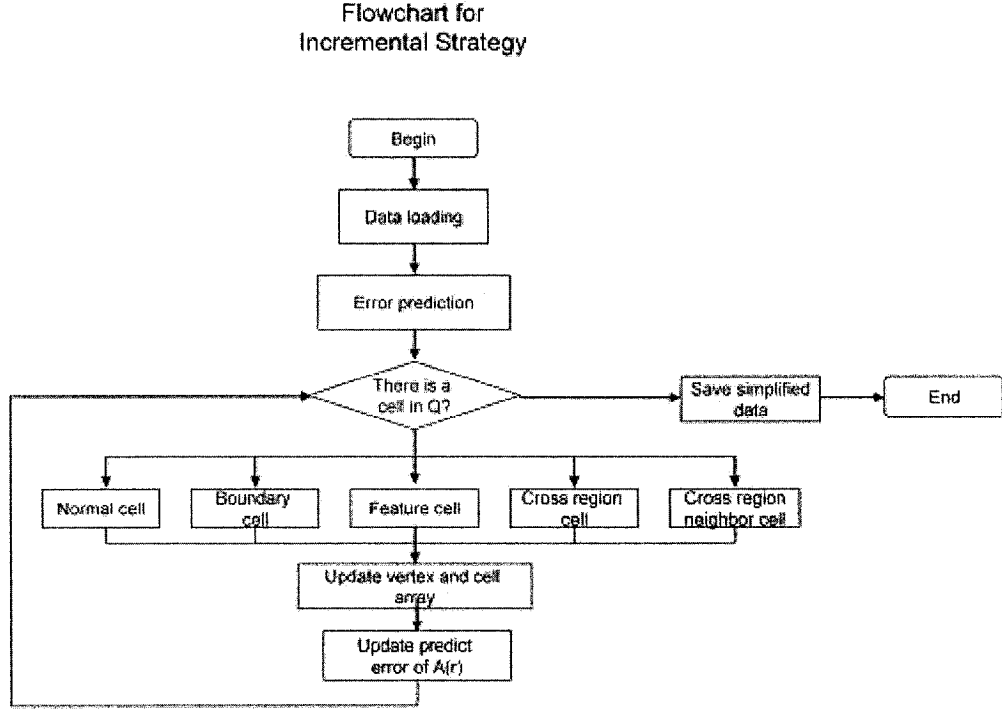 Flowchart for
Incremental Strategy
Begin
Data loading
Error prediction
There is a
cell in Q?
Save simplified
data
End
Normal cell
Boundary
cell
Feature cell
Cross region
cell
Cross region
neighbor cell
Update vertex and cell
array
Update predict
error of A(r)